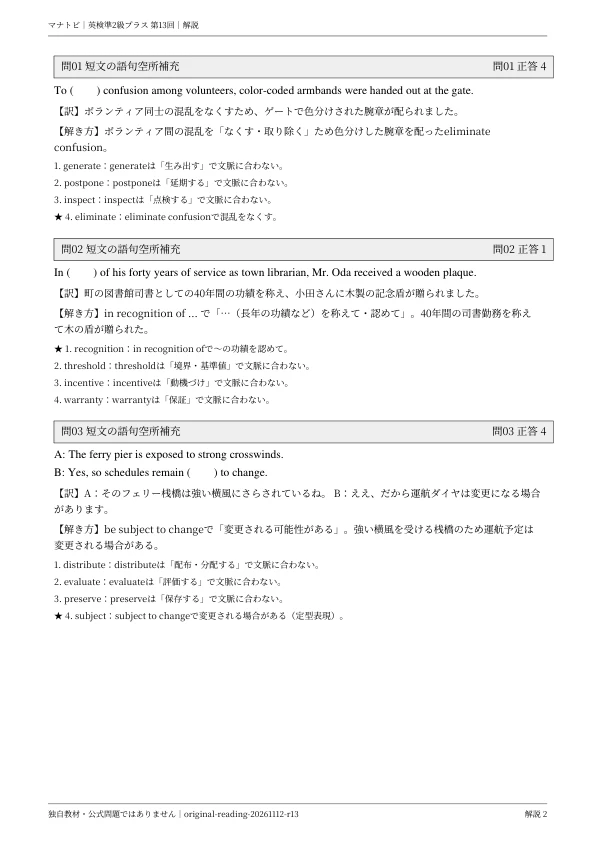 マナトビ｜英検準2級プラス 第13回｜解説
問01 短文の語句空所補充 問01 正答 4
To (　　) confusion among volunteers, color-coded armbands were handed out at the gate.
【訳】ボランティア同士の混乱をなくすため、ゲートで色分けされた腕章が配られました。
【解き方】ボランティア間の混乱を「なくす・取り除く」ため色分けした腕章を配ったeliminate
confusion。
1. generate：generateは「生み出す」で文脈に合わない。
2. postpone：postponeは「延期する」で文脈に合わない。
3. inspect：inspectは「点検する」で文脈に合わない。
★ 4. eliminate：eliminate confusionで混乱をなくす。
問02 短文の語句空所補充 問02 正答 1
In (　　) of his forty years of service as town librarian, Mr. Oda received a wooden plaque.
【訳】町の図書館司書としての40年間の功績を称え、小田さんに木製の記念盾が贈られました。
【解き方】in recognition of … で「…（長年の功績など）を称えて・認めて」。40年間の司書勤務を称え
て木の盾が贈られた。
★ 1. recognition：in recognition ofで〜の功績を認めて。
2. threshold：thresholdは「境界・基準値」で文脈に合わない。
3. incentive：incentiveは「動機づけ」で文脈に合わない。
4. warranty：warrantyは「保証」で文脈に合わない。
問03 短文の語句空所補充 問03 正答 4
A: The ferry pier is exposed to strong crosswinds.
B: Yes, so schedules remain (　　) to change.
【訳】A：そのフェリー桟橋は強い横風にさらされているね。 B：ええ、だから運航ダイヤは変更になる場合
があります。
【解き方】be subject to changeで「変更される可能性がある」。強い横風を受ける桟橋のため運航予定は
変更される場合がある。
1. distribute：distributeは「配布・分配する」で文脈に合わない。
2. evaluate：evaluateは「評価する」で文脈に合わない。
3. preserve：preserveは「保存する」で文脈に合わない。
★ 4. subject：subject to changeで変更される場合がある（定型表現）。
独自教材・公式問題ではありません｜original-reading-20261112-r13 解説 2